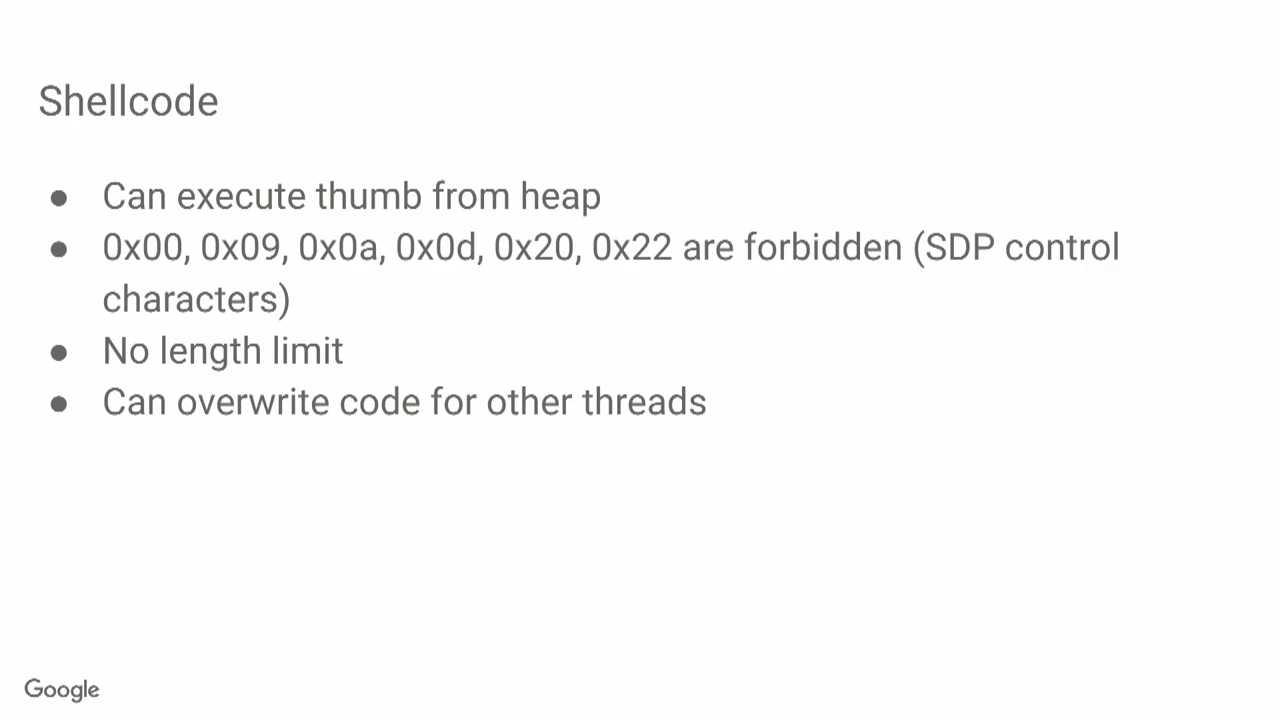 Shellcode
● Can execute thumb from heap
● 0x00, 0x09, 0x0a, 0x0d, 0x20, 0x22 are forbidden (SDP control
characters)
● No length limit
● Can overwrite code for other threads
Google